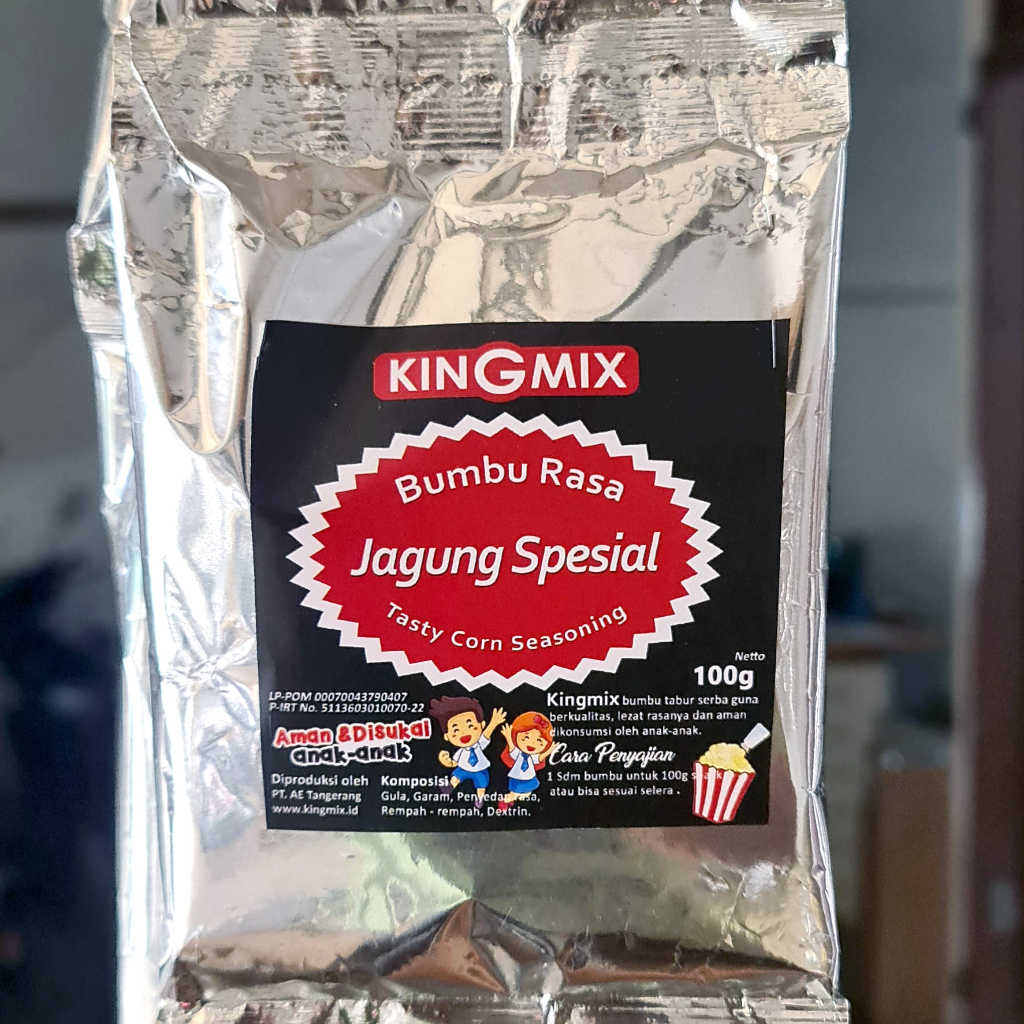 KINGMIX
Bumbu Rasa
Jagung Spesial
Tasty Corn Seasoning
Netto
100g
LP-POM 00070043790407
P-IRT No. 5113603010070-22
Aman & Disukai
anak-anak
Diproduksi oleh
PT. AE Tangerang
www.kingmix.id
Komposisi
Gula, Garam, Penyedap rasa,
Rempah - rempah, Dextrin.
Kingmix bumbu tabur serba guna
berkualitas, lezat rasanya dan aman
dikonsumsi oleh anak-anak.
Cara Penyajian
1 Sdm bumbu untuk 100g snack
atau bisa sesuai selera .